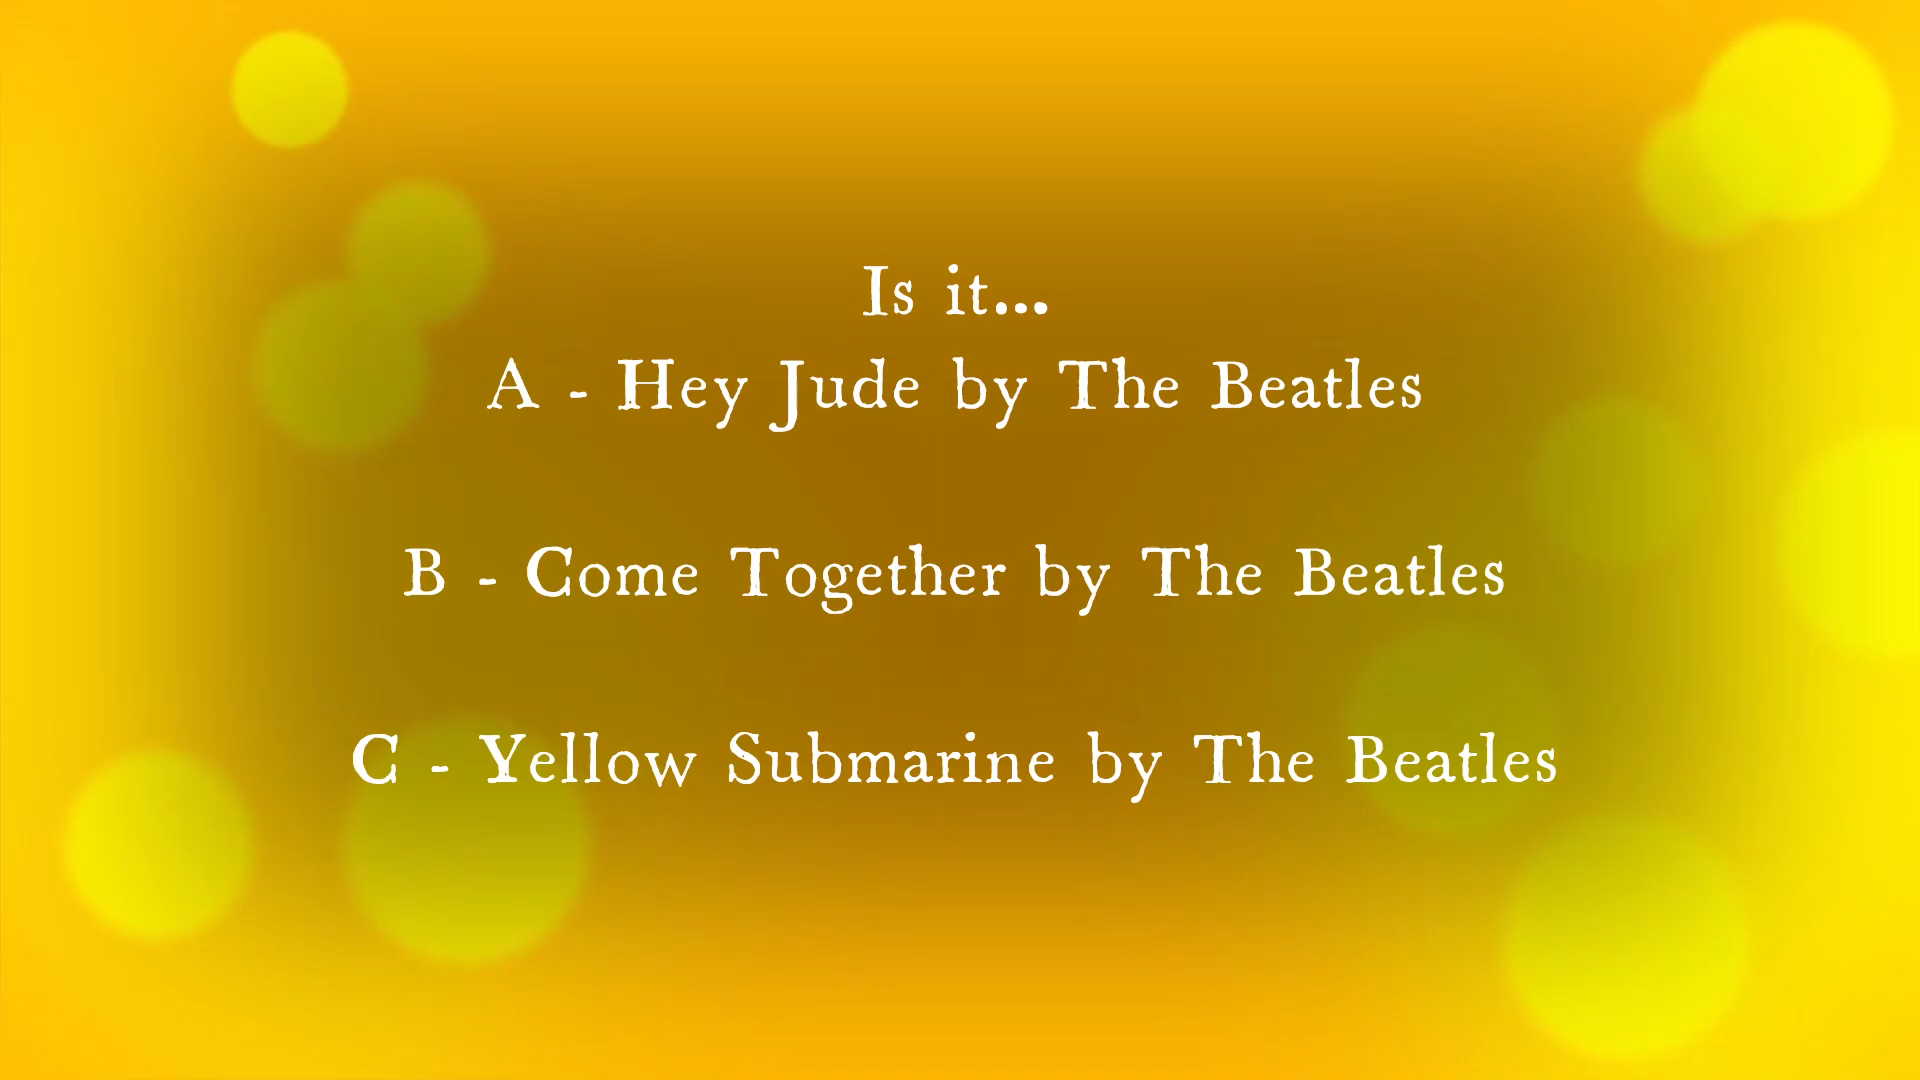 Is it...
A - Hey Jude by The Beatles
B - Come Together by The Beatles
C - Yellow Submarine by The Beatles